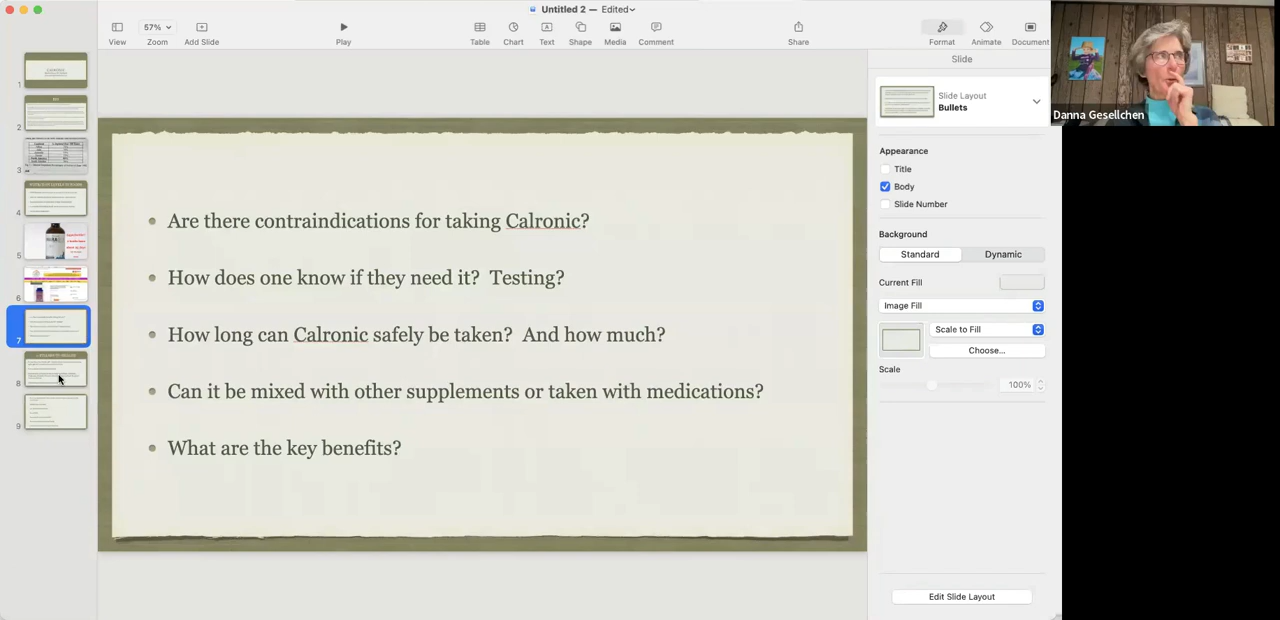 Untitled 2 — Edited
57%
View
Zoom
Add Slide
Play
Table
Chart
Text
Shape
Media
Comment
Share
Format
Animate
Document
Danna Gesellchen
1
2
3
4
5
6
7
8
9
• Are there contraindications for taking Calronic?
• How does one know if they need it?  Testing?
• How long can Calronic safely be taken?  And how much?
• Can it be mixed with other supplements or taken with medications?
• What are the key benefits?
Slide
Slide Layout
Bullets
Appearance
Title
Body
Slide Number
Background
Standard
Dynamic
Current Fill
Image Fill
Scale to Fill
Choose...
Scale
100%
Edit Slide Layout